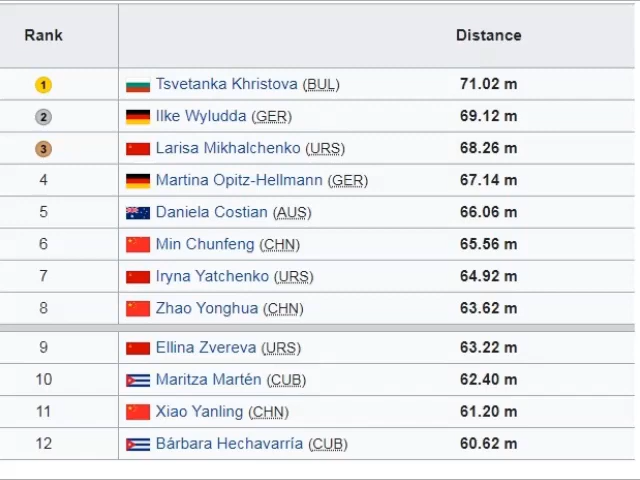 Rank Distance
1 Tsvetanka Khristova (BUL) 71.02 m
2 Ilke Wyludda (GER) 69.12 m
3 Larisa Mikhalchenko (URS) 68.26 m
4 Martina Opitz-Hellmann (GER) 67.14 m
5 Daniela Costian (AUS) 66.06 m
6 Min Chunfeng (CHN) 65.56 m
7 Iryna Yatchenko (URS) 64.92 m
8 Zhao Yonghua (CHN) 63.62 m
9 Ellina Zvereva (URS) 63.22 m
10 Maritza Martén (CUB) 62.40 m
11 Xiao Yanling (CHN) 61.20 m
12 Bárbara Hechavarría (CUB) 60.62 m